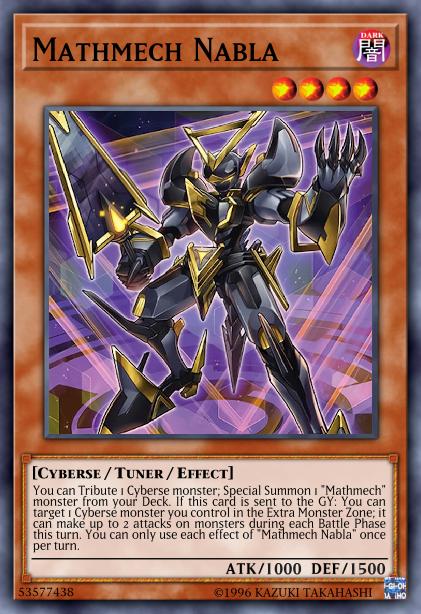 MATHMECH NABLA
DARK
闇
[CYBERSE / TUNER / EFFECT]
You can Tribute 1 Cyberse monster; Special Summon 1 "Mathmech"
monster from your Deck. If this card is sent to the GY: You can
target 1 Cyberse monster you control in the Extra Monster Zone; it
can make up to 2 attacks on monsters during each Battle Phase
this turn. You can only use each effect of "Mathmech Nabla" once
per turn.
ATK/1000 DEF/1500
53577438
©1996 KAZUKI TAKAHASHI